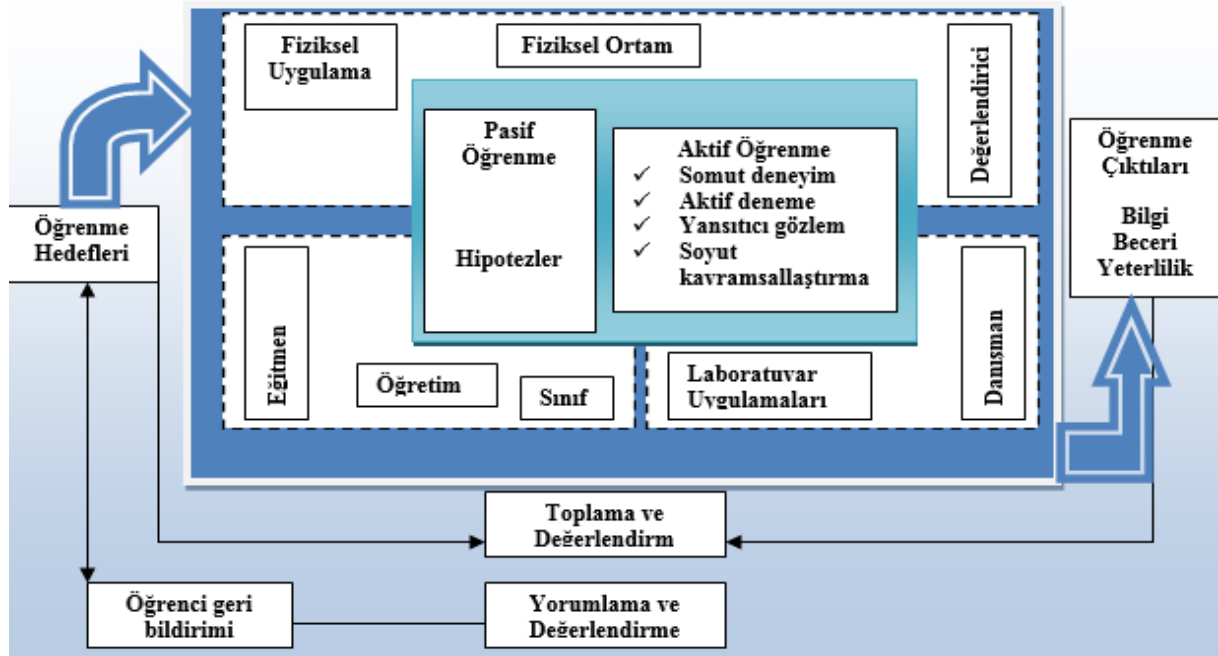 Fiziksel
Uygulama
Fiziksel Ortam
Değerlendirici
Pasif
Öğrenme
Hipotezler
Aktif Öğrenme
✓ Somut deneyim
✓ Aktif deneme
✓ Yansıtıcı gözlem
✓ Soyut
kavramsallaştırma
Öğrenme
Çıktıları
Bilgi
Beceri
Yeterlilik
Öğrenme
Hedefleri
Eğitmen
Öğretim
Sınıf
Laboratuvar
Uygulamaları
Danısman
Toplama ve
Değerlendirm
Öğrenci geri
bildirimi
Yorumlama ve
Değerlendirme